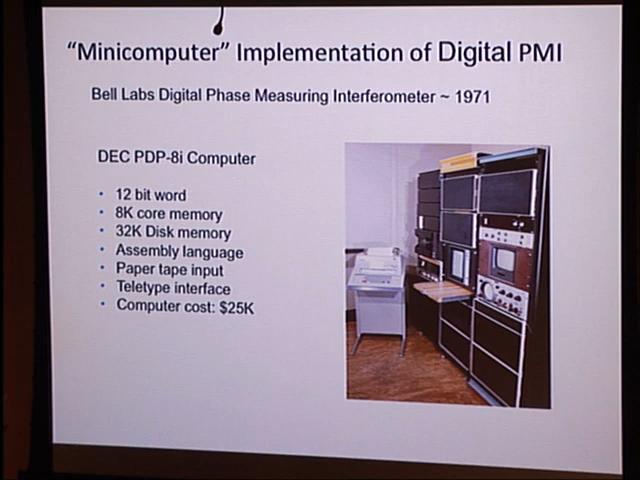 “Minicomputer” Implementation of Digital PMI
Bell Labs Digital Phase Measuring Interferometer ~ 1971
DEC PDP-8i Computer
• 12 bit word
• 8K core memory
• 32K Disk memory
• Assembly language
• Paper tape input
• Teletype interface
• Computer cost: $25K